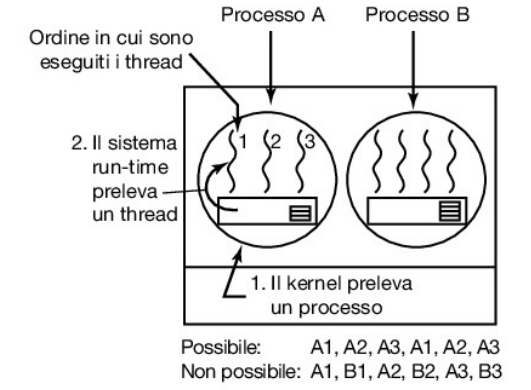 Processo A
Processo B
Ordine in cui sono
eseguiti i thread
1
2
3
2. Il sistema
run-time
preleva
un thread
1. Il kernel preleva
un processo
Possibile: A1, A2, A3, A1, A2, A3
Non possibile: A1, B1, A2, B2, A3, B3